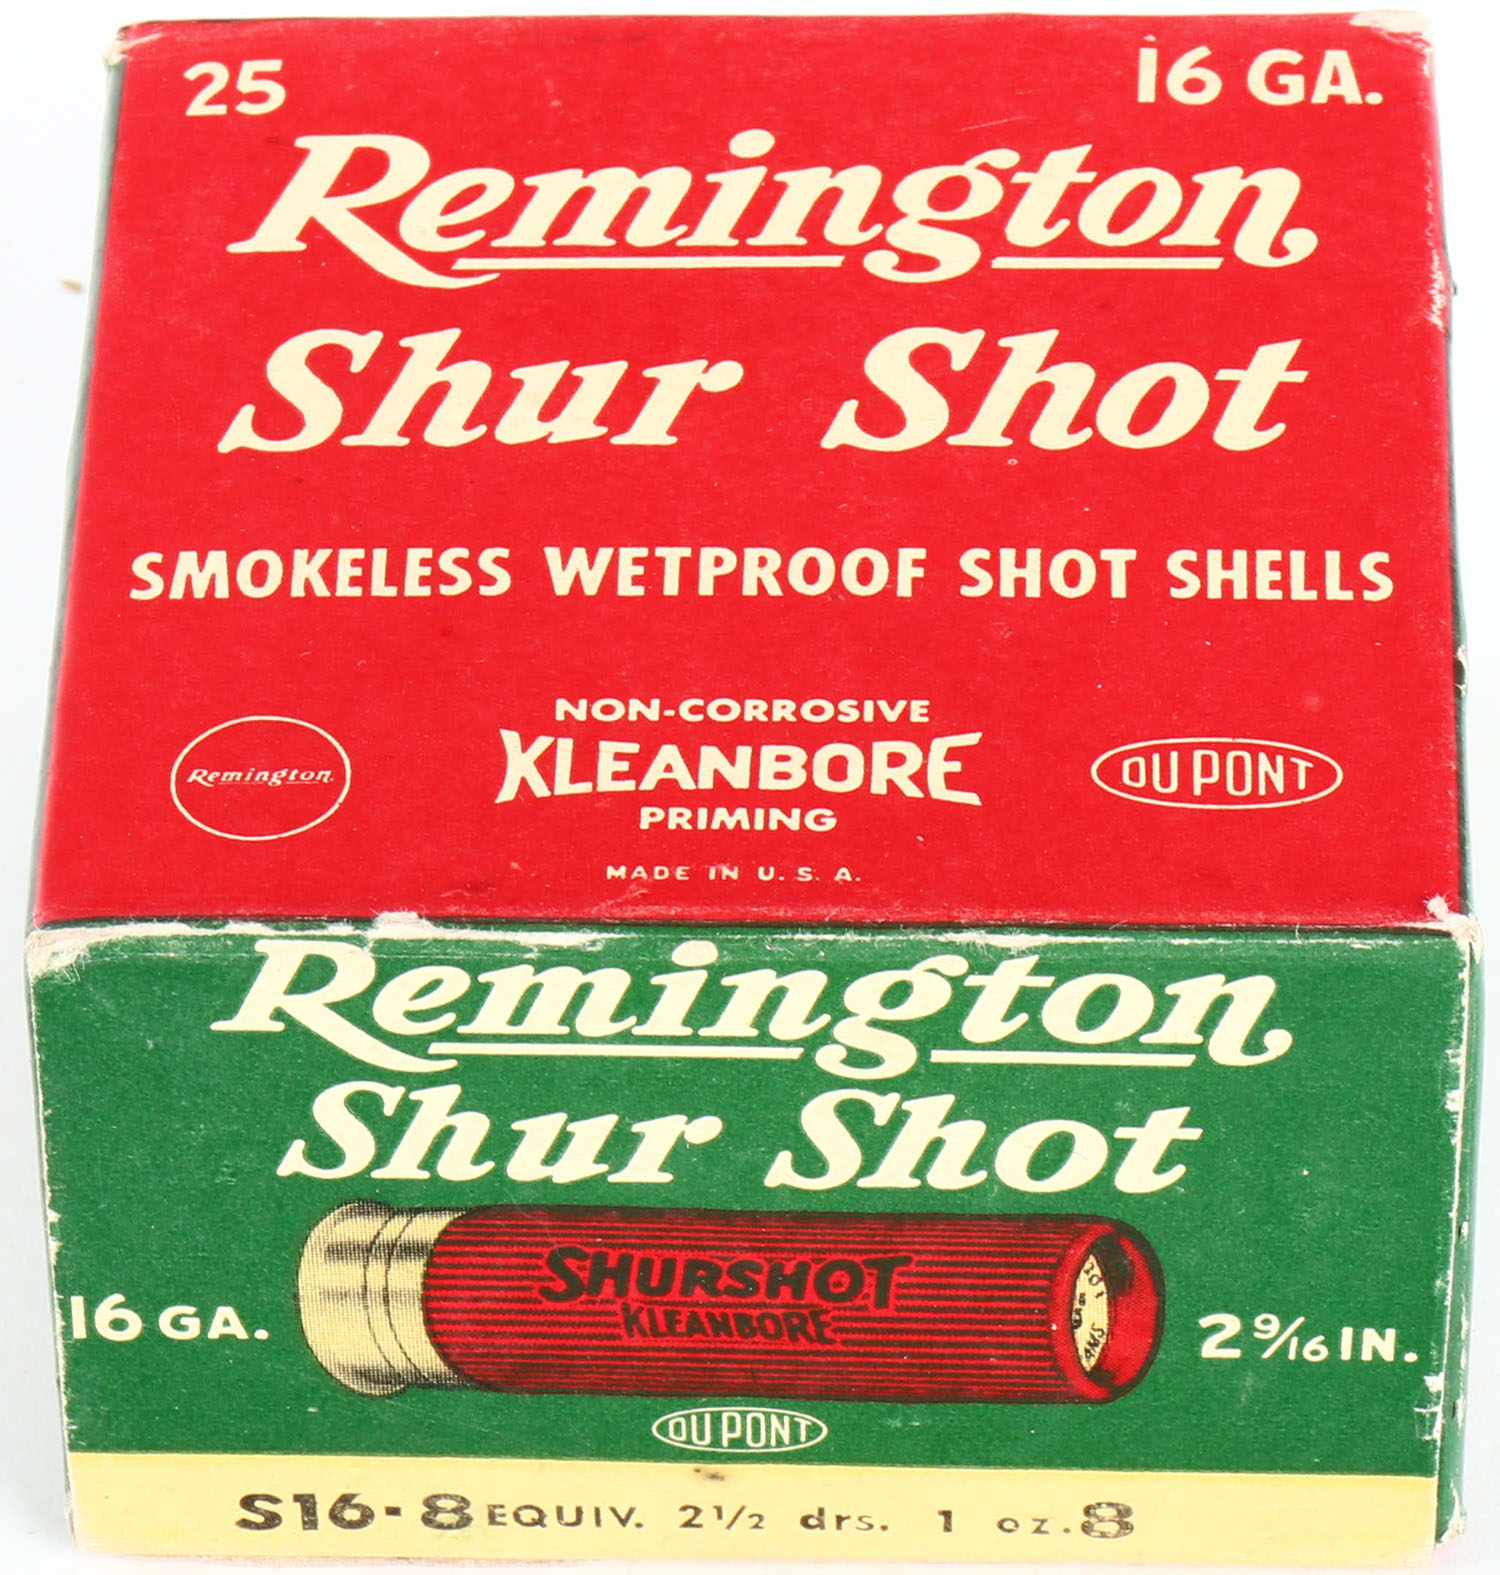 25 16 GA.
Remington
Shur Shot
SMOKELESS WETPROOF SHOT SHELLS
NON-CORROSIVE
KLEANBORE
PRIMING
Remington
DU PONT
MADE IN U. S. A.
Remington
Shur Shot
SHURSHOT
KLEANBORE
16 GA.
2 9/16 IN.
DU PONT
S16-8 EQUIV. 2 1/2 drs. 1 oz. 8